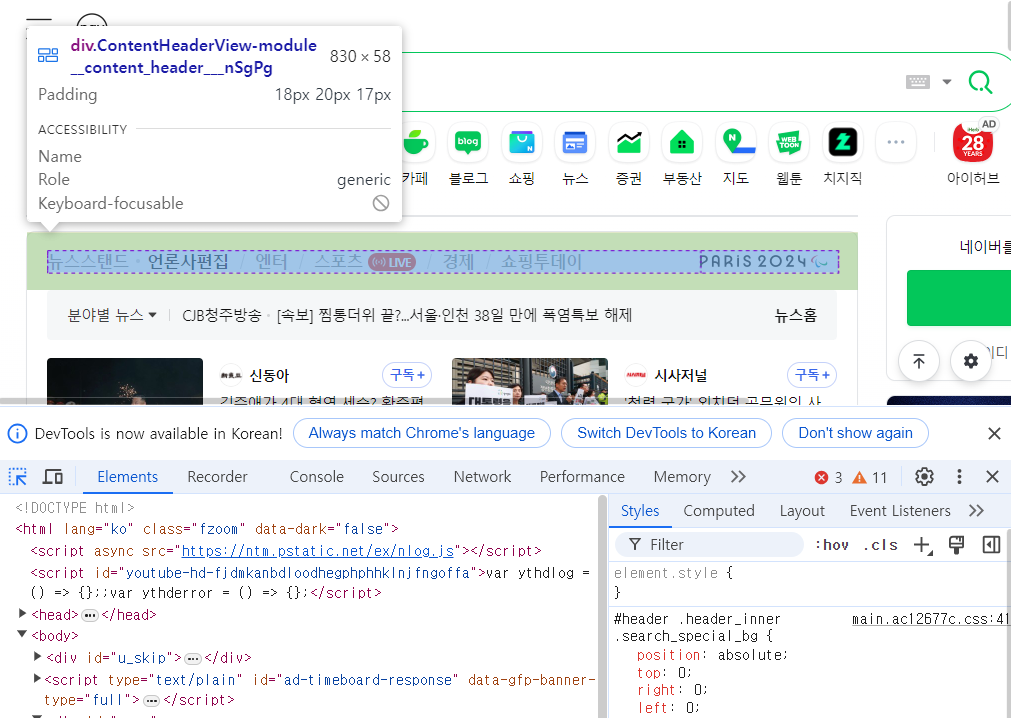 div.ContentHeaderView-module
__content_header___nSgPg
830 × 58
Padding
18px 20px 17px
ACCESSIBILITY
Name
Role
generic
Keyboard-focusable
카페
블로그
쇼핑
뉴스
증권
부동산
지도
웹툰
치지직
blog
N
N
WEB
TOON
AD
iHerb
28
YEARS
아이허브
뉴스스탠드
언론사편집
엔터
스포츠
LIVE
경제
쇼핑투데이
PARIS 2024
네이버를
분야별 뉴스
CJB청주방송
[속보] 찜통더위 끝?...서울·인천 38일 만에 폭염특보 해제
뉴스홈
이디
신동아
구독+
시사저널
구독+
DevTools is now available in Korean!
Always match Chrome's language
Switch DevTools to Korean
Don't show again
Elements
Recorder
Console
Sources
Network
Performance
Memory
3
11
<!DOCTYPE html>
<html lang="ko" class="fzoom" data-dark="false">
<script async src="https://ntm.pstatic.net/ex/nlog.js"></script>
<script id="youtube-hd-fjdmkanbdloodhegphphhklnjfngoffa">var ythdlog =
() => {};;var ythderror = () => {};</script>
<head>…</head>
<body>
<div id="u_skip">…</div>
<script type="text/plain" id="ad-timeboard-response" data-gfp-banner-
type="full">…</script>
Styles
Computed
Layout
Event Listeners
Filter
:hov
.cls
element.style {
}
#header .header_inner
main.ac12677c.css:41
.search_special_bg {
position: absolute;
top: 0;
right: 0;
left: 0;